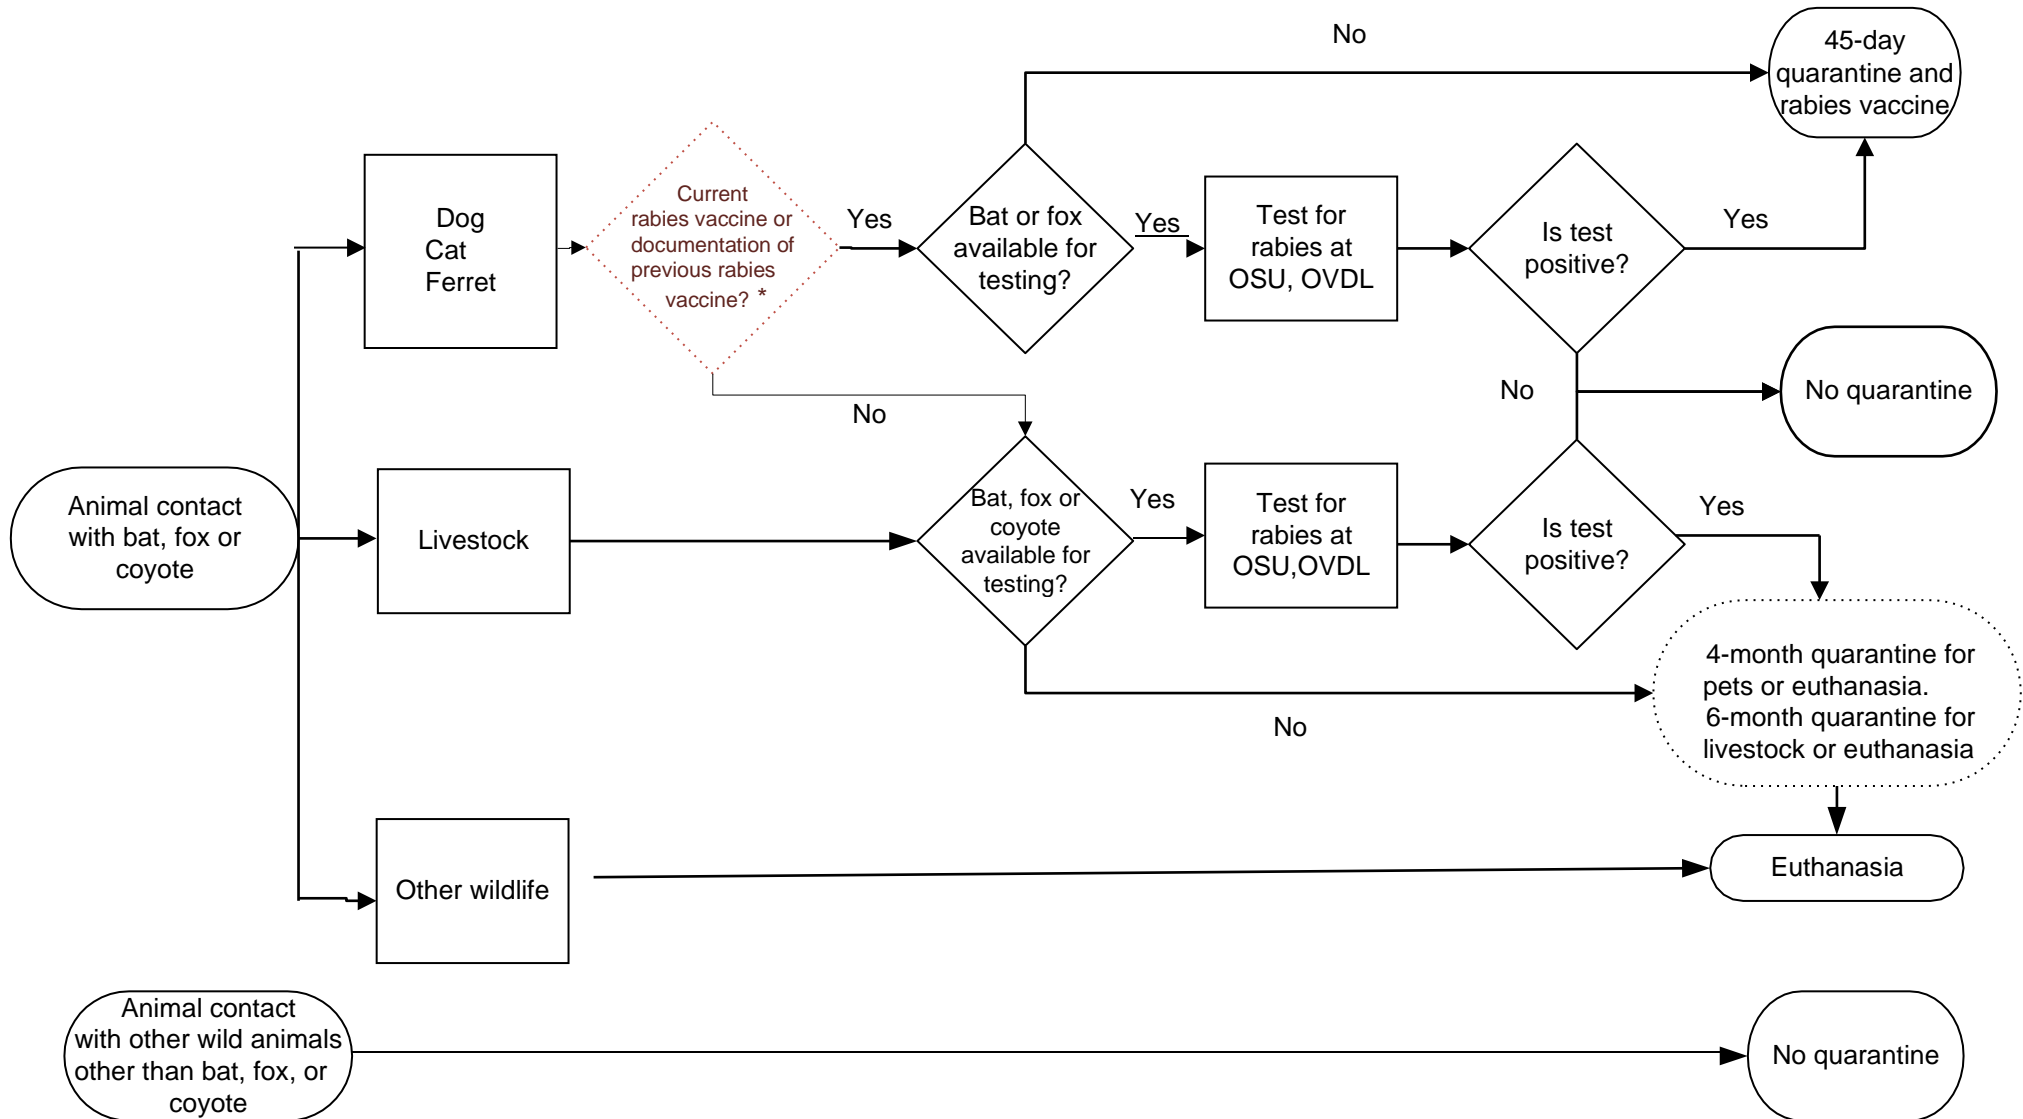 No
45-day
quarantine and
rabies vaccine
Dog
Cat
Ferret
Current
rabies vaccine or
documentation of
previous rabies
vaccine? *
Yes
Bat or fox
available for
testing?
Yes
Test for
rabies at
OSU, OVDL
Is test
positive?
Yes
No
No
No quarantine
Animal contact
with bat, fox or
coyote
Livestock
Bat, fox or
coyote
available for
testing?
Yes
Test for
rabies at
OSU,OVDL
Is test
positive?
Yes
No
4-month quarantine for
pets or euthanasia.
6-month quarantine for
livestock or euthanasia
Other wildlife
Euthanasia
Animal contact
with other wild animals
other than bat, fox, or
coyote
No quarantine